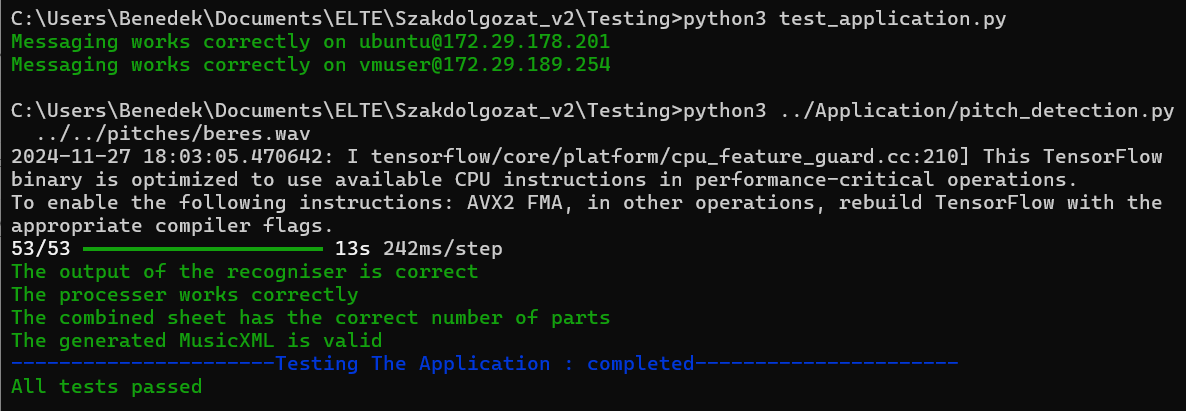 C:\Users\Benedek\Documents\ELTE\Szakdolgozat_v2\Testing>python3 test_application.py
Messaging works correctly on ubuntu@172.29.178.201
Messaging works correctly on vmuser@172.29.189.254
C:\Users\Benedek\Documents\ELTE\Szakdolgozat_v2\Testing>python3 ../Application/pitch_detection.py
../../pitches/beres.wav
2024-11-27 18:03:05.470642: I tensorflow/core/platform/cpu_feature_guard.cc:210] This TensorFlow
binary is optimized to use available CPU instructions in performance-critical operations.
To enable the following instructions: AVX2 FMA, in other operations, rebuild TensorFlow with the
appropriate compiler flags.
53/53 ━━━━━━━━━━━━━━━━━━━━ 13s 242ms/step
The output of the recogniser is correct
The processer works correctly
The combined sheet has the correct number of parts
The generated MusicXML is valid
----------------------Testing The Application : completed----------------------
All tests passed